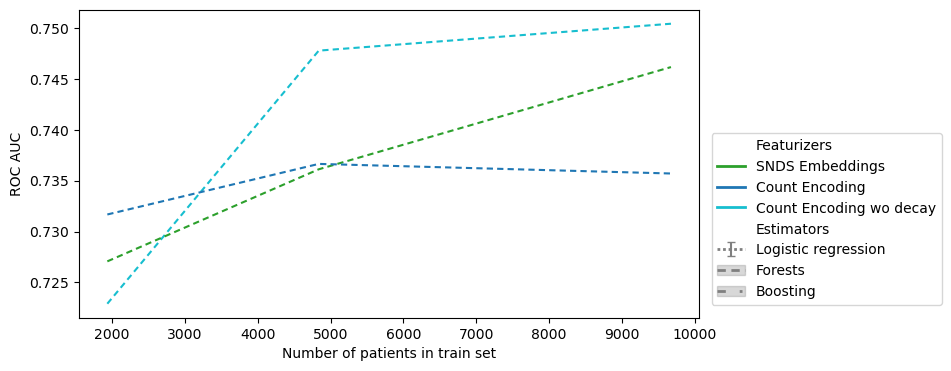 0.750
0.745
0.740
0.735
0.730
0.725
ROC AUC
2000 3000 4000 5000 6000 7000 8000 9000 10000
Number of patients in train set
Featurizers
SNDS Embeddings
Count Encoding
Count Encoding wo decay
Estimators
Logistic regression
Forests
Boosting